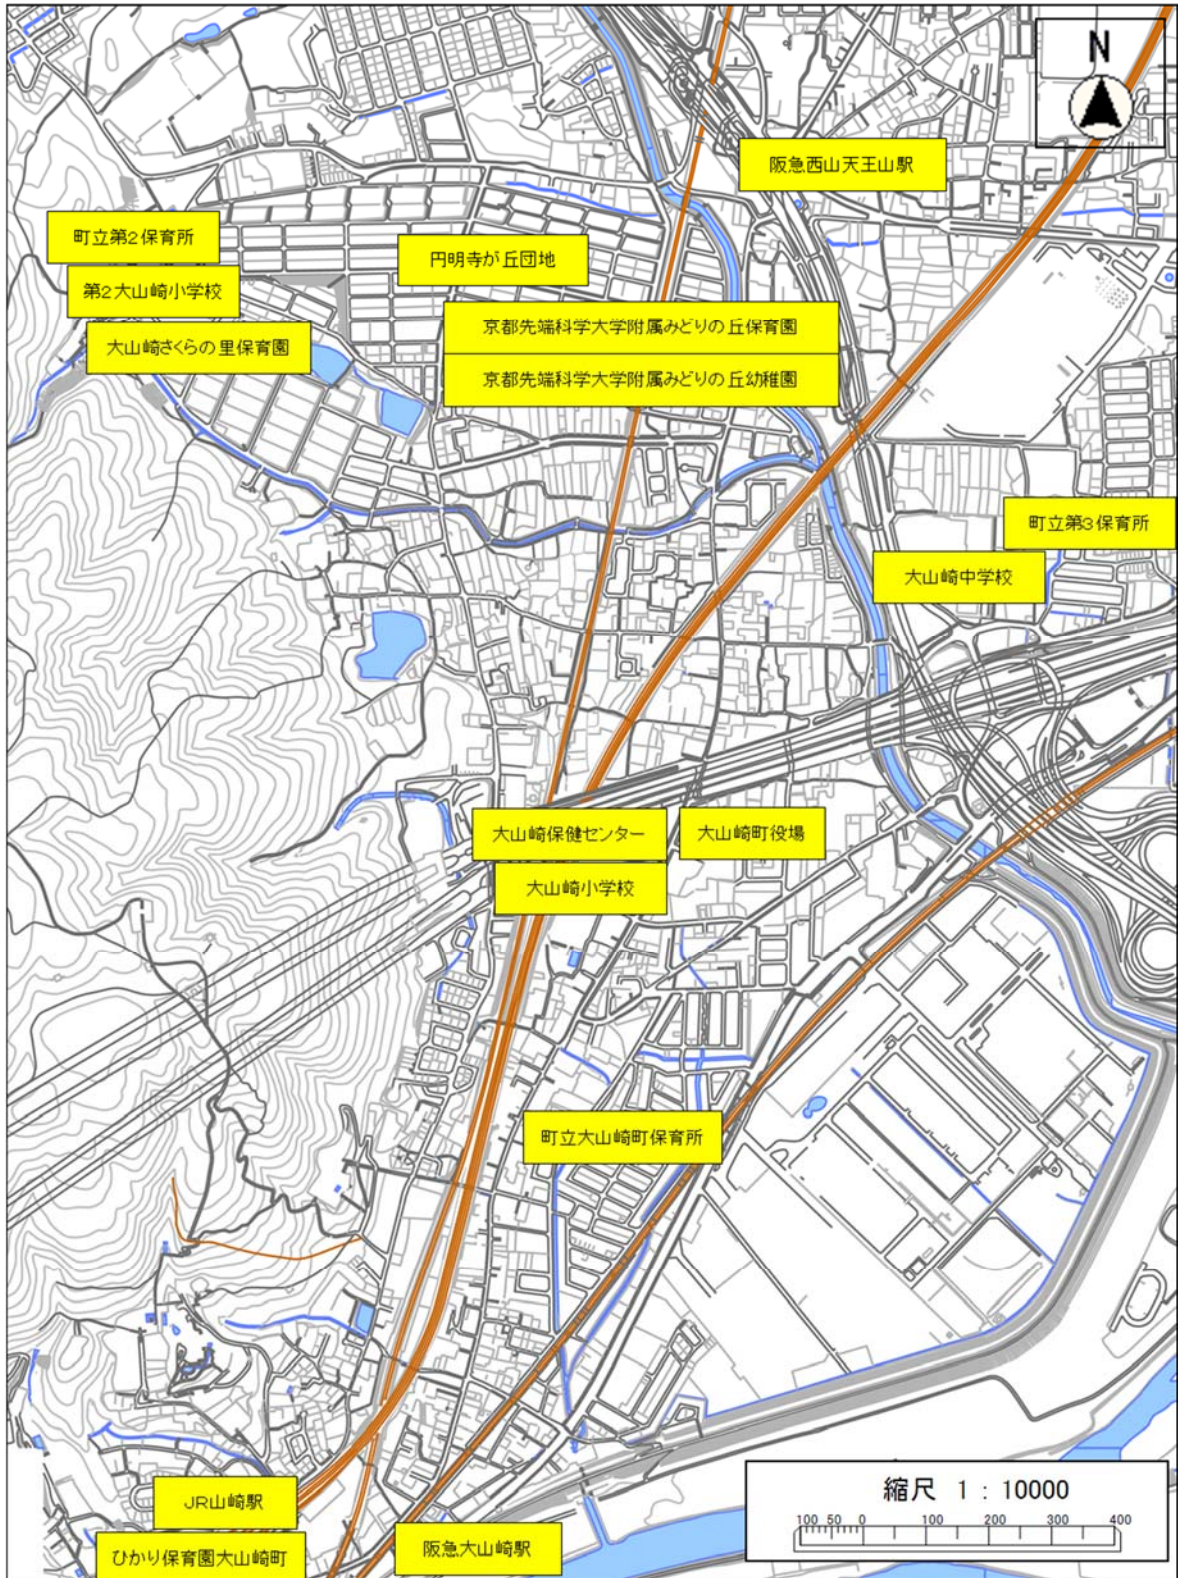 N
阪急西山天王山駅
町立第2保育所
円明寺が丘団地
第2大山崎小学校
京都先端科学大学附属みどりの丘保育園
大山崎さくらの里保育園
京都先端科学大学附属みどりの丘幼稚園
町立第3保育所
大山崎中学校
大山崎保健センター
大山崎町役場
大山崎小学校
町立大山崎町保育所
縮尺 1：10000
100 50 0 100 200 300 400
JR山崎駅
阪急大山崎駅
ひかり保育園大山崎町